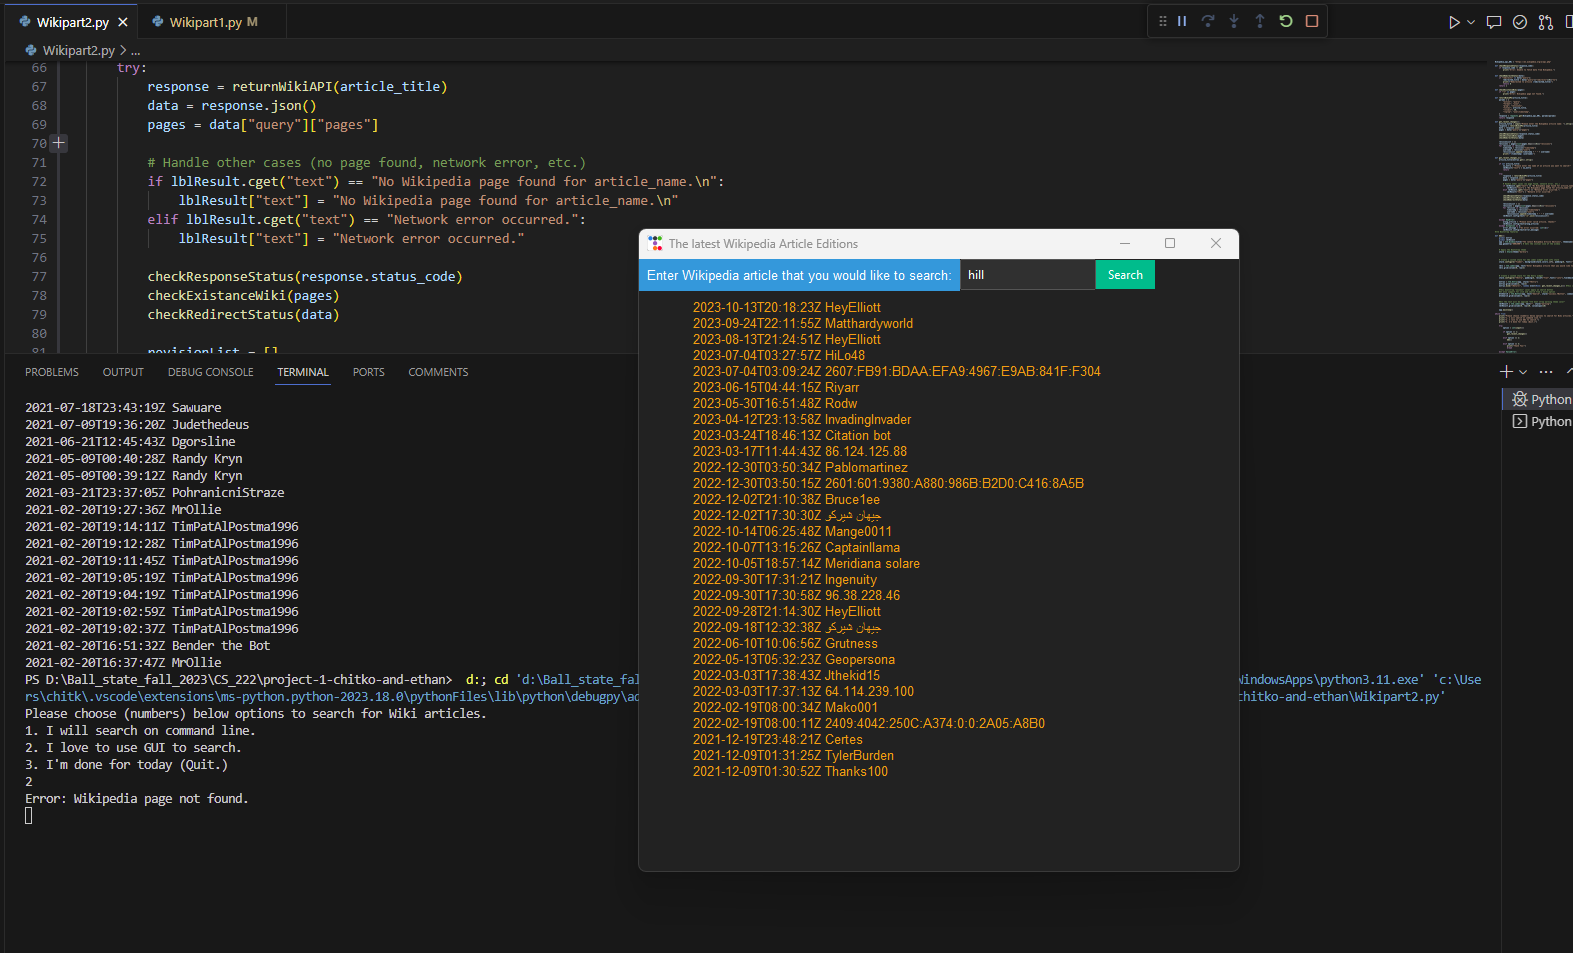 Wikipart2.py
Wikipart1.py M
Wikipart2.py > ...
66 try:
67 response = returnWikiAPI(article_title)
68 data = response.json()
69 pages = data["query"]["pages"]
70
71 # Handle other cases (no page found, network error, etc.)
72 if lblResult.cget("text") == "No Wikipedia page found for article_name.\n":
73 lblResult["text"] = "No Wikipedia page found for article_name.\n"
74 elif lblResult.cget("text") == "Network error occurred.":
75 lblResult["text"] = "Network error occurred."
76
77 checkResponseStatus(response.status_code)
78 checkExistanceWiki(pages)
79 checkRedirectStatus(data)
80
81 revisionList = []
PROBLEMS OUTPUT DEBUG CONSOLE TERMINAL PORTS COMMENTS
2021-07-18T23:43:19Z Sawuare
2021-07-09T19:36:20Z Judethedeus
2021-06-21T12:45:43Z Dgorsline
2021-05-09T00:40:28Z Randy Kryn
2021-05-09T00:39:12Z Randy Kryn
2021-03-21T23:37:05Z PohranicniStraze
2021-02-20T19:27:36Z MrOllie
2021-02-20T19:14:11Z TimPatAlPostma1996
2021-02-20T19:12:28Z TimPatAlPostma1996
2021-02-20T19:11:45Z TimPatAlPostma1996
2021-02-20T19:05:19Z TimPatAlPostma1996
2021-02-20T19:04:19Z TimPatAlPostma1996
2021-02-20T19:02:59Z TimPatAlPostma1996
2021-02-20T19:02:37Z TimPatAlPostma1996
2021-02-20T16:51:32Z Bender the Bot
2021-02-20T16:37:47Z MrOllie
PS D:\Ball_state_fall_2023\CS_222\project-1-chitko-and-ethan> d:; cd 'd:\Ball_state_fal
WindowsApps\python3.11.exe' 'c:\Use
rs\chitk\.vscode\extensions\ms-python.python-2023.18.0\pythonFiles\lib\python\debugpy\ad
chitko-and-ethan\Wikipart2.py'
Please choose (numbers) below options to search for Wiki articles.
1. I will search on command line.
2. I love to use GUI to search.
3. I'm done for today (Quit.)
2
Error: Wikipedia page not found.
Python
Python
The latest Wikipedia Article Editions
Enter Wikipedia article that you would like to search: hill Search
2023-10-13T20:18:23Z HeyElliott
2023-09-24T22:11:55Z Matthardyworld
2023-08-13T21:24:51Z HeyElliott
2023-07-04T03:27:57Z HiLo48
2023-07-04T03:09:24Z 2607:FB91:BDAA:EFA9:4967:E9AB:841F:F304
2023-06-15T04:44:15Z Riyarr
2023-05-30T16:51:48Z Rodw
2023-04-12T23:13:58Z InvadingInvader
2023-03-24T18:46:13Z Citation bot
2023-03-17T11:44:43Z 86.124.125.88
2022-12-30T03:50:34Z Pablomartinez
2022-12-30T03:50:15Z 2601:601:9380:A880:986B:B2D0:C416:8A5B
2022-12-02T21:10:38Z Bruce1ee
2022-12-02T17:30:30Z جیهان شیرکو
2022-10-14T06:25:48Z Mange0011
2022-10-07T13:15:26Z Captainllama
2022-10-05T18:57:14Z Meridiana solare
2022-09-30T17:31:21Z Ingenuity
2022-09-30T17:30:58Z 96.38.228.46
2022-09-28T21:14:30Z HeyElliott
2022-09-18T12:32:38Z جیهان شیرکو
2022-06-10T10:06:56Z Grutness
2022-05-13T05:32:23Z Geopersona
2022-03-03T17:38:43Z Jthekid15
2022-03-03T17:37:13Z 64.114.239.100
2022-02-19T08:00:34Z Mako001
2022-02-19T08:00:11Z 2409:4042:250C:A374:0:0:2A05:A8B0
2021-12-19T23:48:21Z Certes
2021-12-09T01:31:25Z TylerBurden
2021-12-09T01:30:52Z Thanks100